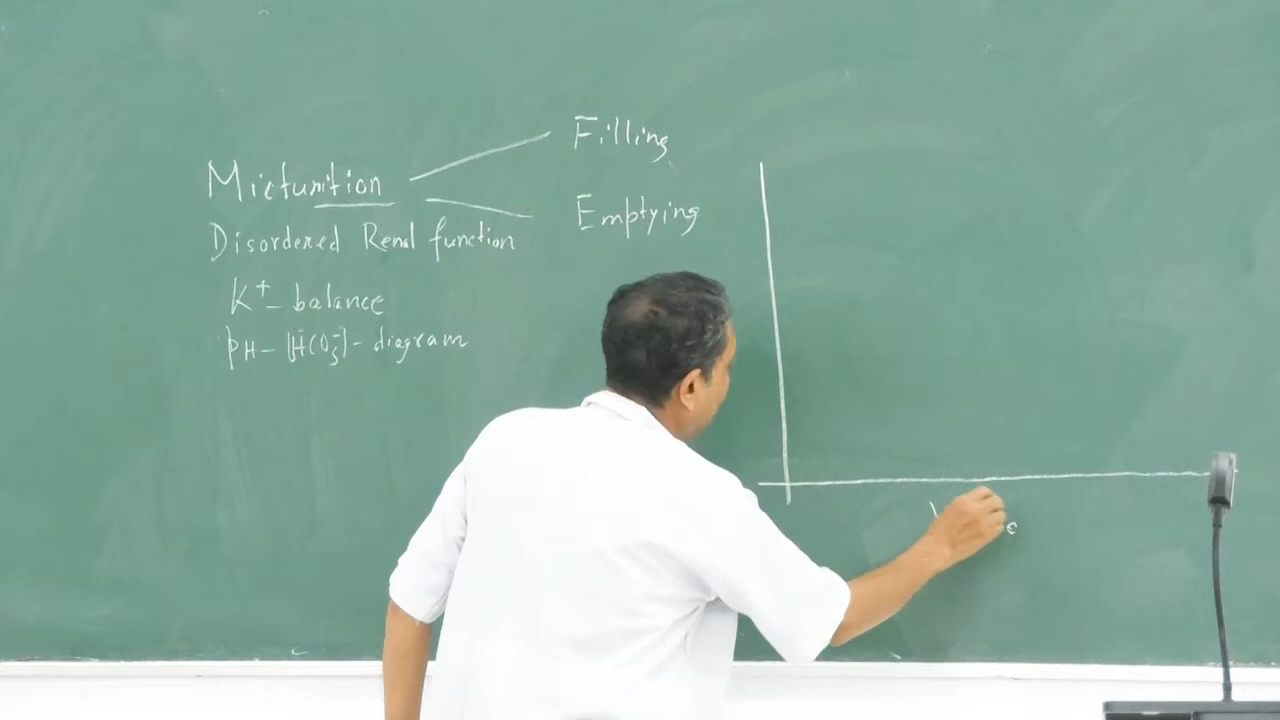 Micturition
Filling
Emptying
Disordered Renal function
K+ balance
pH - [HCO3-] - diagram